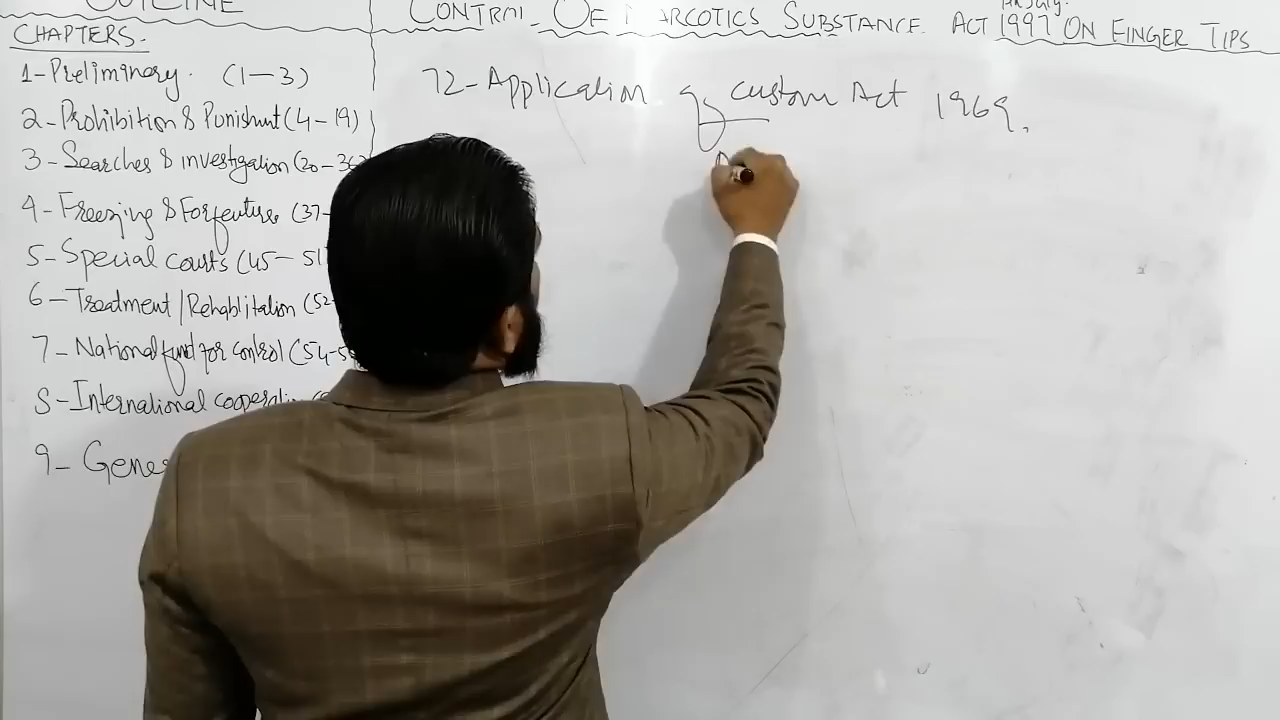 OUTLINE
CHAPTERS.
1-Preliminary. (1-3)
2-Prohibition & Punishmt (4-19)
3-Searches & investigation (20-36)
4-Freezing & Forfeiture (37-
5-Special courts (45-51
6-Treatment/Rehablitation (52-
7-National fund for control (54-5
8-International cooperatio
9- Gene
CONTROL OF NARCOTICS SUBSTANCE ACT 1997 ON FINGER TIPS
72-Application of custom Act 1969.